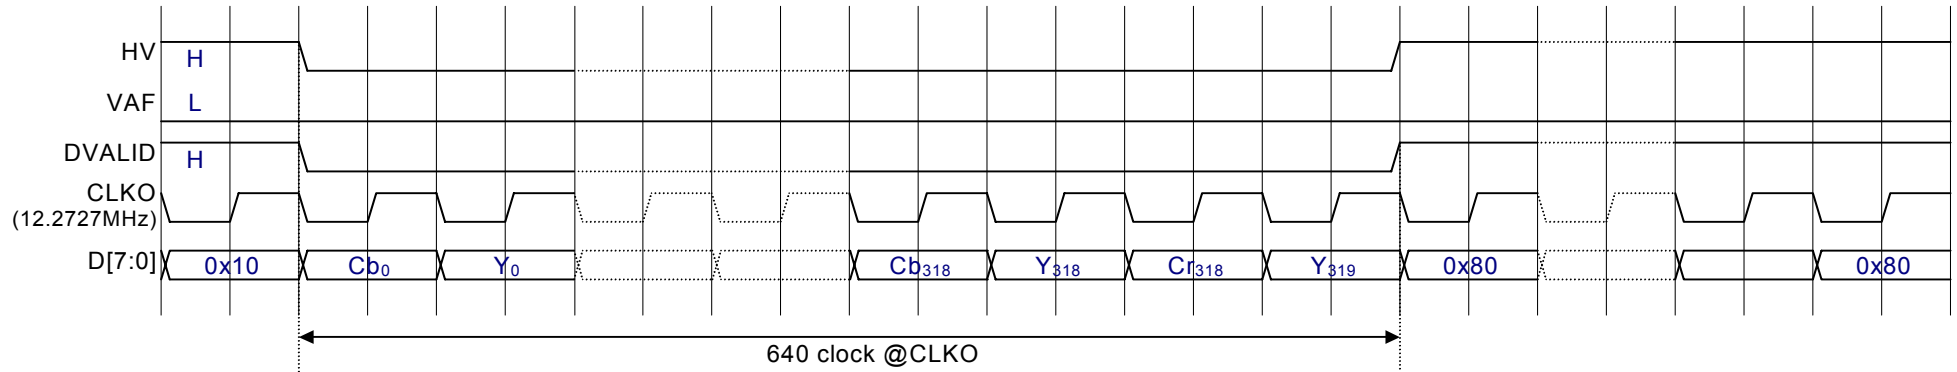 HV H
VAF L
DVALID H
CLKO
(12.2727MHz)
D[7:0] 0x10 Cb₀ Y₀ Cb₃₁₈ Y₃₁₈ Cr₃₁₈ Y₃₁₉ 0x80 0x80
640 clock @CLKO